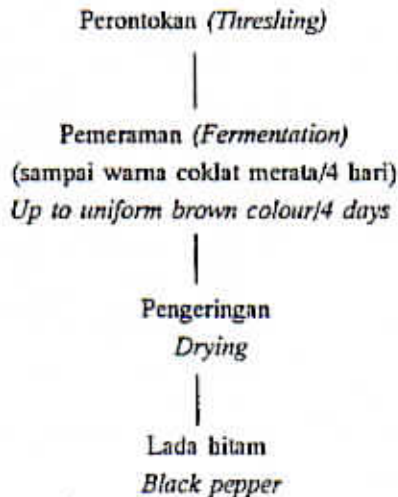 Perontokan (Threshing)
Pemeraman (Fermentation)
(sampai warna coklat merata/4 hari)
Up to uniform brown colour/4 days
Pengeringan
Drying
Lada hitam
Black pepper